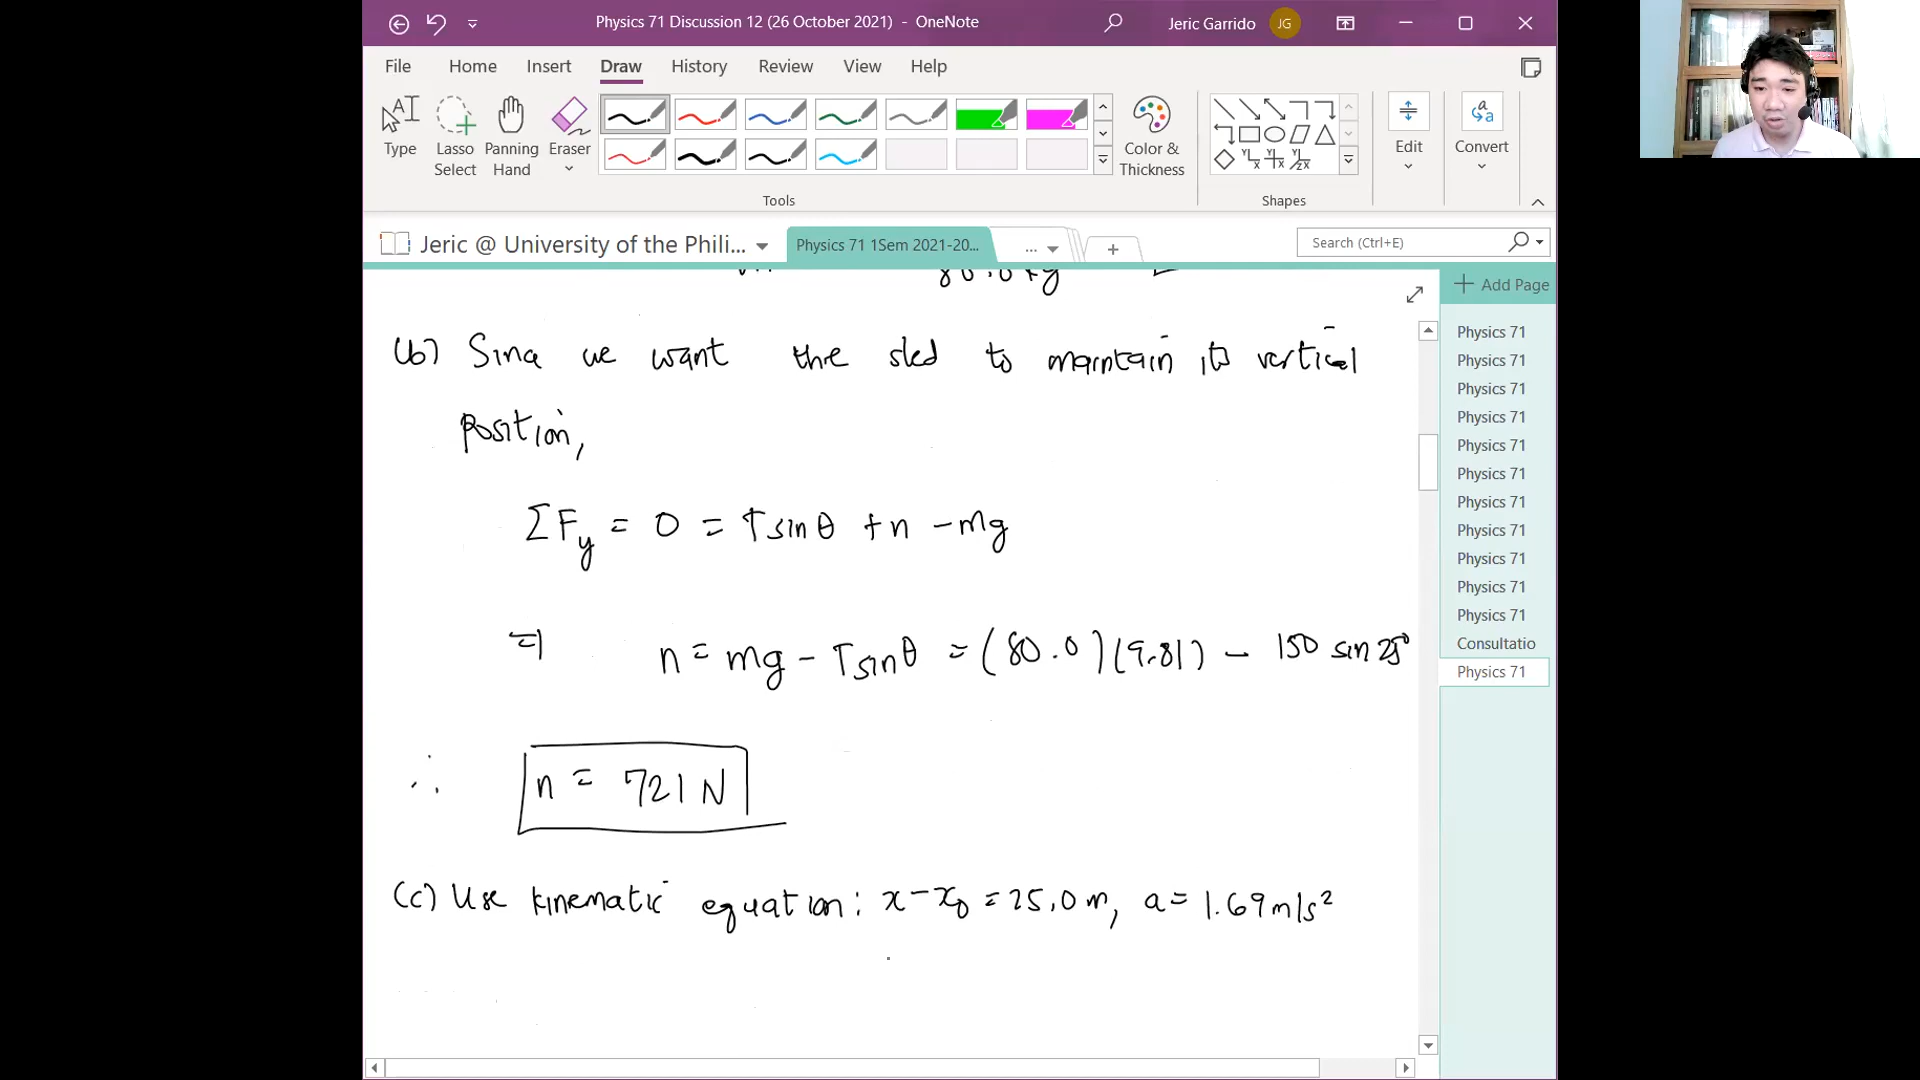 Physics 71 Discussion 12 (26 October 2021) - OneNote
Jeric Garrido
JG
File Home Insert Draw History Review View Help
Type
Lasso Select
Panning Hand
Eraser
Color & Thickness
Edit
Convert
Tools
Shapes
Jeric @ University of the Phili...
Physics 71 1Sem 2021-20...
...
Search (Ctrl+E)
Add Page
Physics 71
Physics 71
Physics 71
Physics 71
Physics 71
Physics 71
Physics 71
Physics 71
Physics 71
Physics 71
Physics 71
Consultatio
Physics 71
80.0 kg
(b) Since we want the sled to maintain its vertical
position,
ΣFy = 0 = T sin θ + n - mg
⇒ n = mg - T sin θ = (80.0)(9.81) - 150 sin 25°
∴ n = 721 N
(c) Use kinematic equation: x - x₀ = 25.0 m, a = 1.69 m/s²